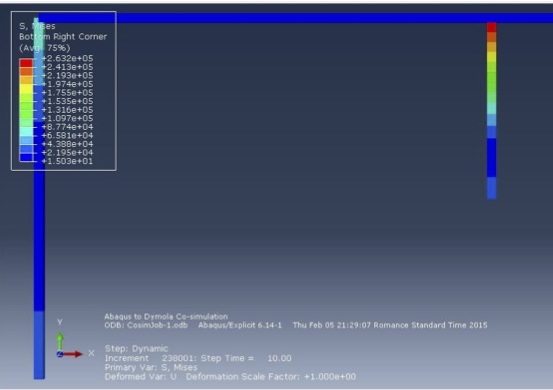 S, Mises
Bottom Right Corner
(Avg: 75%)
+2.632e+05
+2.413e+05
+2.193e+05
+1.974e+05
+1.755e+05
+1.535e+05
+1.316e+05
+1.097e+05
+8.774e+04
+6.581e+04
+4.388e+04
+2.195e+04
+1.503e+01
Y
X
Abaqus to Dymola Co-simulation
ODB: CosimJob-1.odb Abaqus/Explicit 6.14-1 Thu Feb 05 21:29:07 Romance Standard Time 2015
Step: Dynamic
Increment 238001: Step Time = 10.00
Primary Var: S, Mises
Deformed Var: U Deformation Scale Factor: +1.000e+00